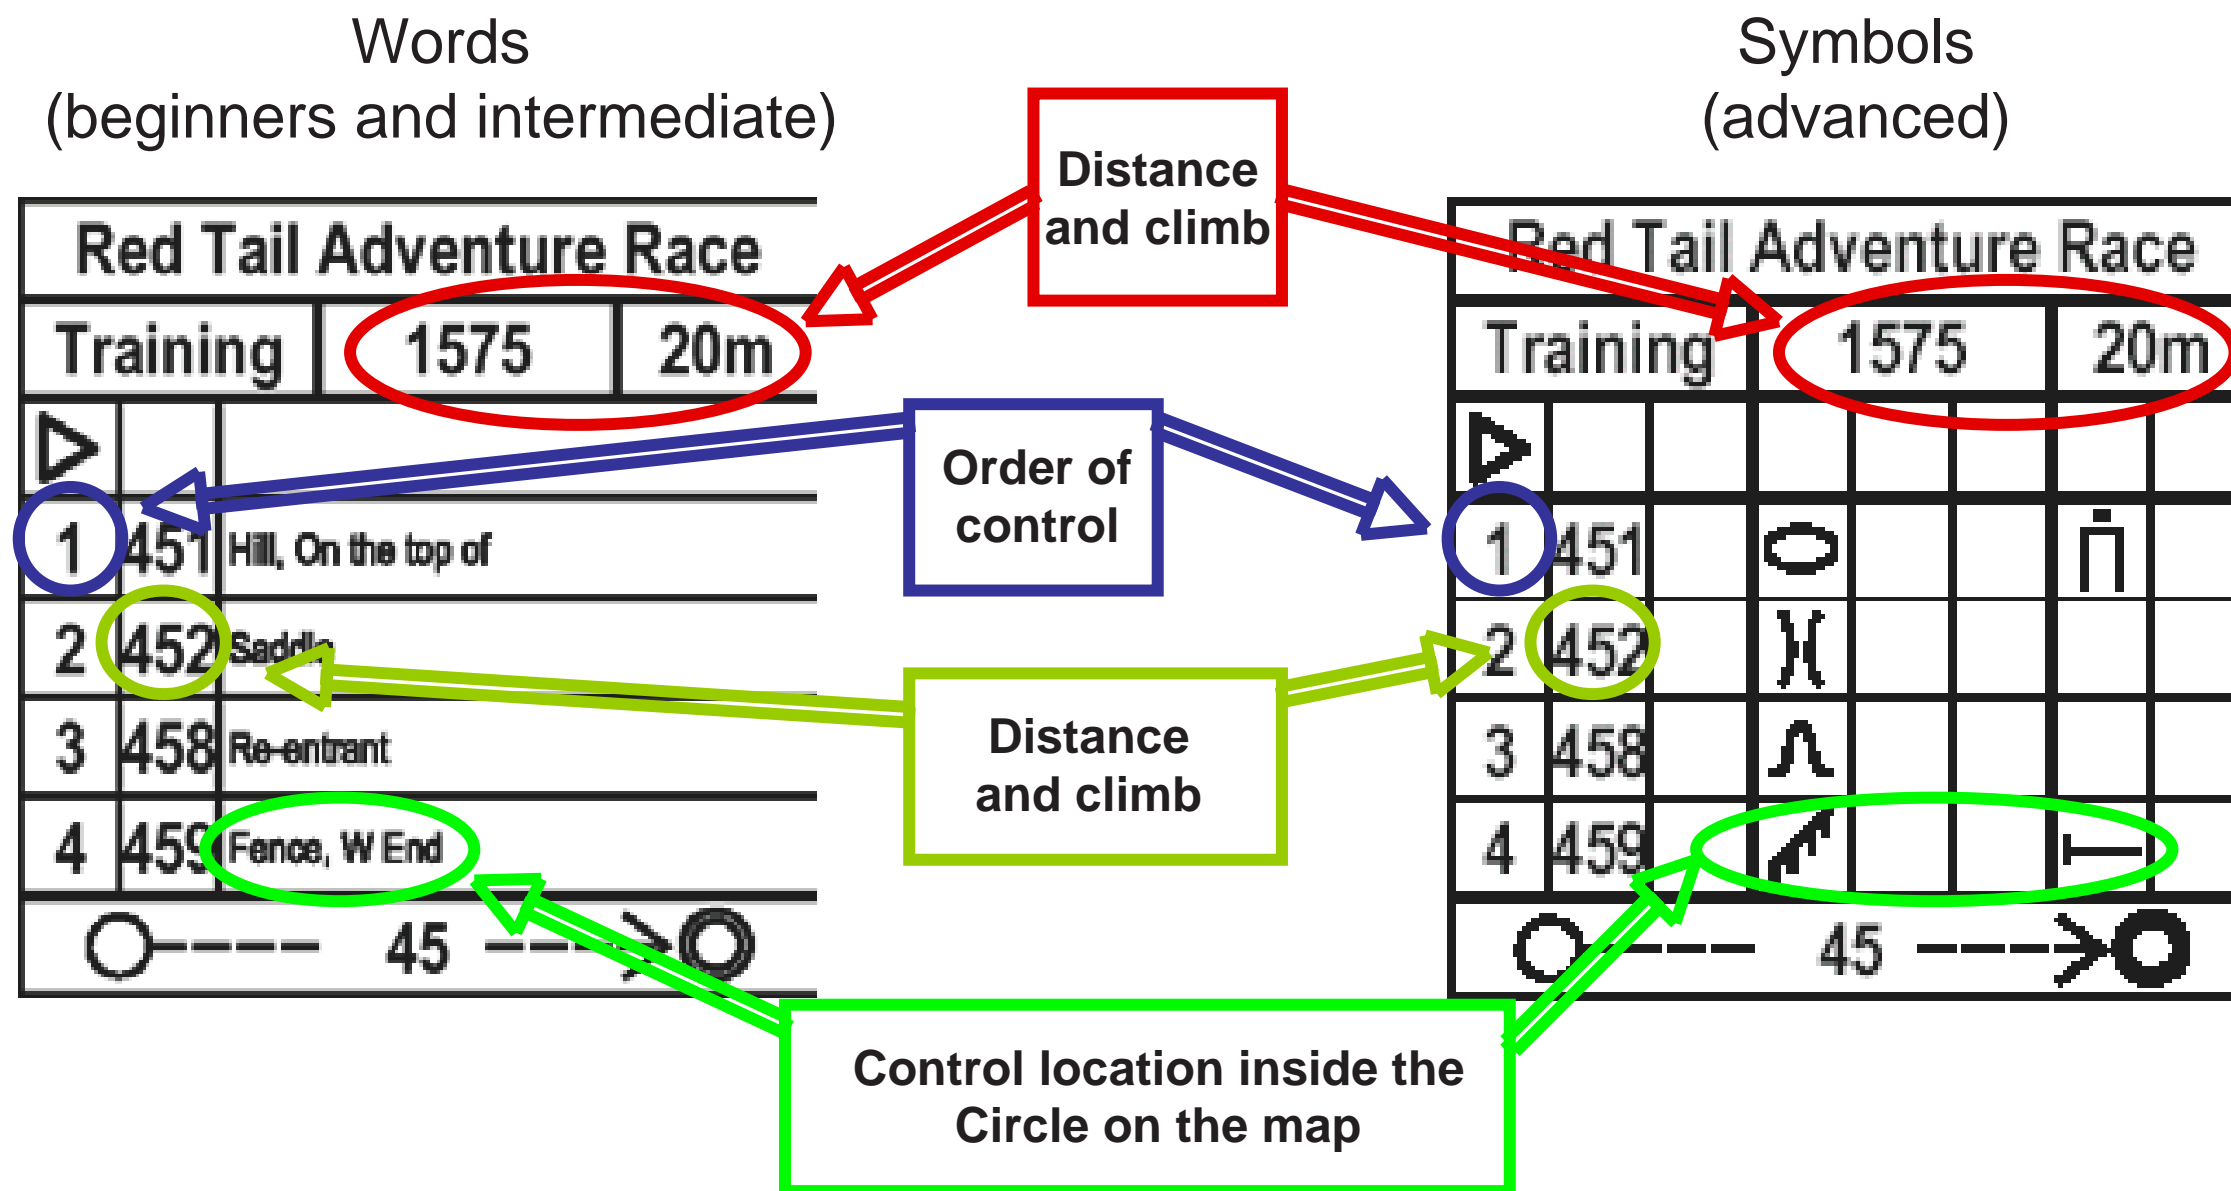 Words
(beginners and intermediate)
Symbols
(advanced)
Distance
and climb
Red Tail Adventure Race
Training 1575 20m
1 451 Hill, On the top of
2 452 Saddle
3 458 Re-entrant
4 459 Fence, W End
45
Order of
control
Distance
and climb
Control location inside the
Circle on the map
Red Tail Adventure Race
Training 1575 20m
1 451
2 452
3 458
4 459
45